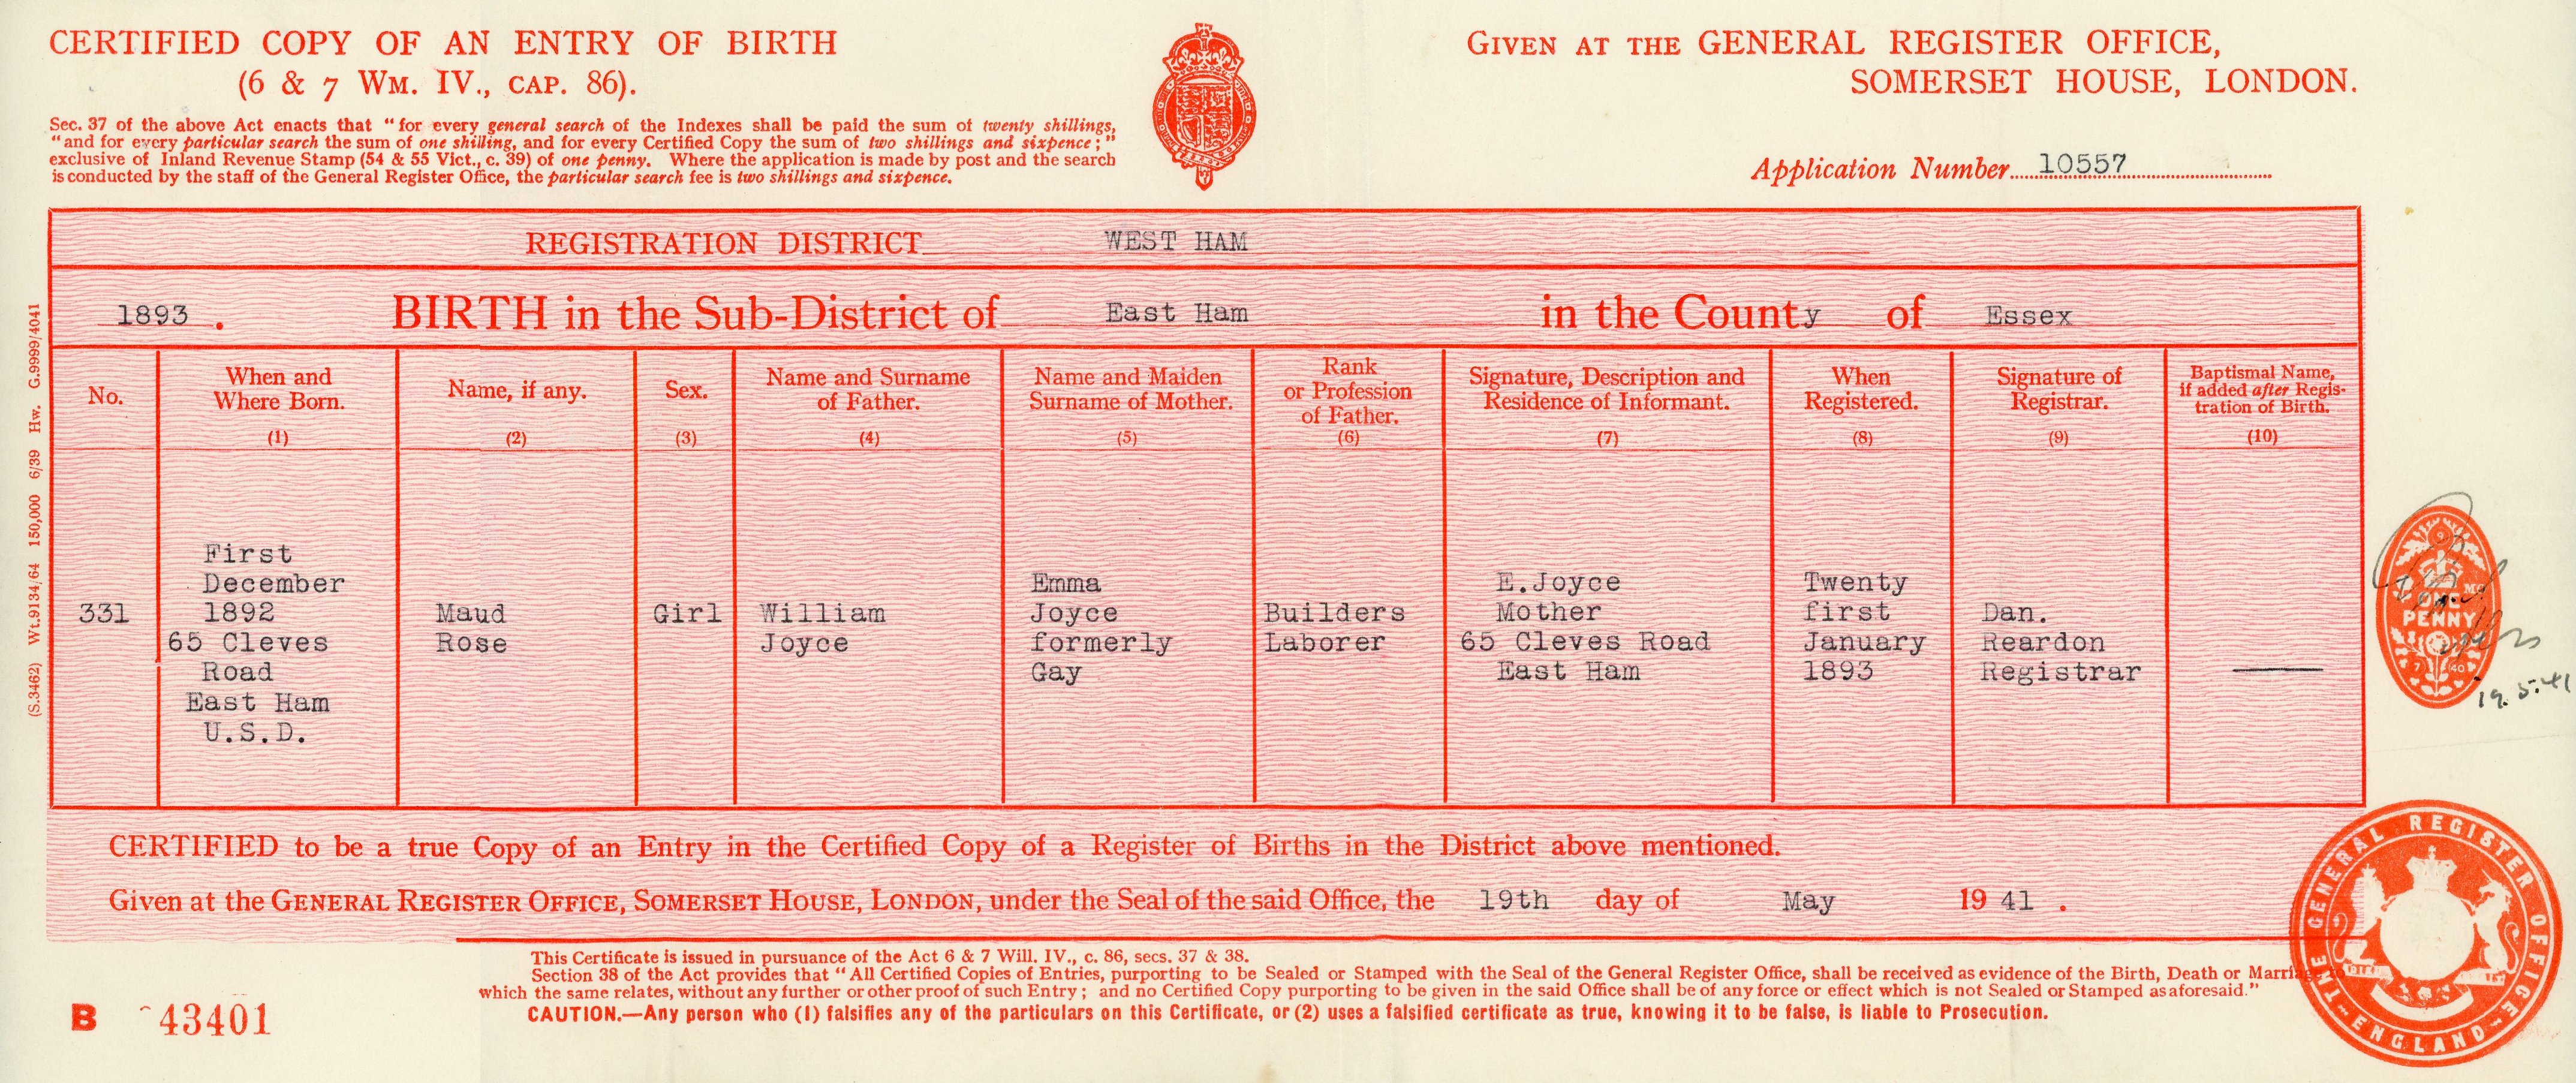 CERTIFIED COPY OF AN ENTRY OF BIRTH
(6 & 7 WM. IV., CAP. 86).
GIVEN AT THE GENERAL REGISTER OFFICE,
SOMERSET HOUSE, LONDON.
Sec. 37 of the above Act enacts that "for every general search of the Indexes shall be paid the sum of twenty shillings,
"and for every particular search the sum of one shilling, and for every Certified Copy the sum of two shillings and sixpence;"
exclusive of Inland Revenue Stamp (54 & 55 Vict., c. 39) of one penny. Where the application is made by post and the search
is conducted by the staff of the General Register Office, the particular search fee is two shillings and sixpence.
Application Number 10557
REGISTRATION DISTRICT WEST HAM
1893 . BIRTH in the Sub-District of East Ham in the County of Essex
No.
When and
Where Born.
(1)
Name, if any.
(2)
Sex.
(3)
Name and Surname
of Father.
(4)
Name and Maiden
Surname of Mother.
(5)
Rank
or Profession
of Father.
(6)
Signature, Description and
Residence of Informant.
(7)
When
Registered.
(8)
Signature of
Registrar.
(9)
Baptismal Name,
if added after Regis-
tration of Birth.
(10)
331
First
December
1892
65 Cleves
Road
East Ham
U.S.D.
Maud
Rose
Girl
William
Joyce
Emma
Joyce
formerly
Gay
Builders
Laborer
E.Joyce
Mother
65 Cleves Road
East Ham
Twenty
first
January
1893
Dan.
Reardon
Registrar
CERTIFIED to be a true Copy of an Entry in the Certified Copy of a Register of Births in the District above mentioned.
Given at the GENERAL REGISTER OFFICE, SOMERSET HOUSE, LONDON, under the Seal of the said Office, the 19th day of May 19 41 .
This Certificate is issued in pursuance of the Act 6 & 7 Will. IV., c. 86, secs. 37 & 38.
Section 38 of the Act provides that "All Certified Copies of Entries, purporting to be Sealed or Stamped with the Seal of the General Register Office, shall be received as evidence of the Birth, Death or Marriage to
which the same relates, without any further or other proof of such Entry; and no Certified Copy purporting to be given in the said Office shall be of any force or effect which is not Sealed or Stamped as aforesaid."
CAUTION.—Any person who (1) falsifies any of the particulars on this Certificate, or (2) uses a falsified certificate as true, knowing it to be false, is liable to Prosecution.
B 43401
(S.3462) Wt.9134/64 150,000 6/39 Hw. G.9999/4041
ONE
PENNY
19.5.41
THE GENERAL REGISTER OFFICE
ENGLAND